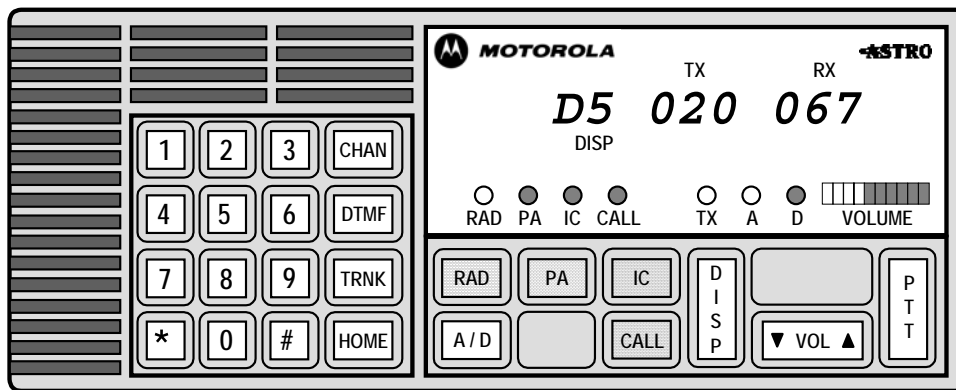 MOTOROLA ASTRO
TX RX
D5 020 067
DISP
RAD PA IC CALL TX A D VOLUME
1 2 3 CHAN
4 5 6 DTMF
7 8 9 TRNK
* 0 # HOME
RAD PA IC
A / D CALL
DISP
▼ VOL ▲
PTT